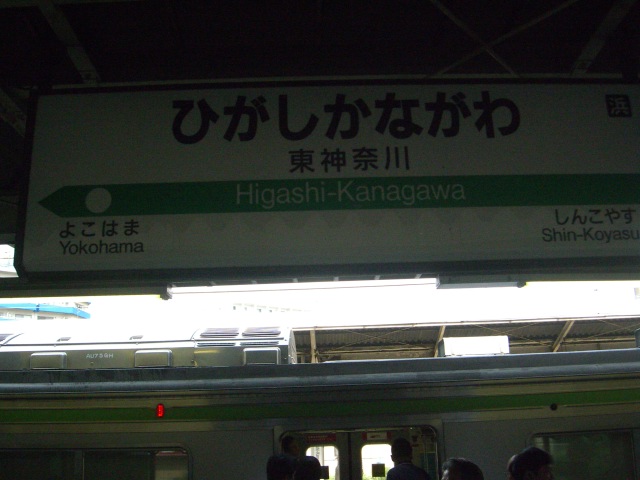 浜
ひがしかながわ
東神奈川
Higashi-Kanagawa
よこはま
Yokohama
しんこやす
Shin-Koyasu